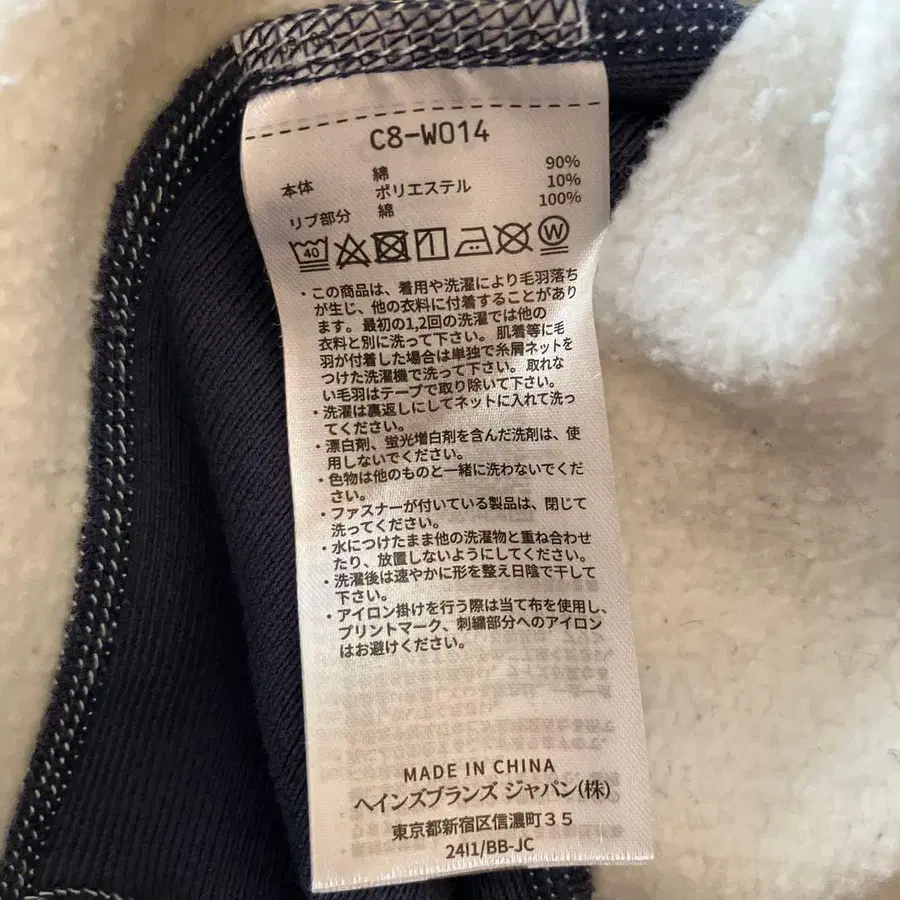 C8-W014
本体 綿 90%
ポリエステル 10%
リブ部分 綿 100%
40 W
・この商品は、着用や洗濯により毛羽落ち
が生じ、他の衣料に付着することがあり
ます。最初の1,2回の洗濯では他の
衣料と別に洗って下さい。肌着等に毛
羽が付着した場合は単独で糸屑ネットを
つけた洗濯機で洗って下さい。取れな
い毛羽はテープで取り除いて下さい。
・洗濯は裏返しにしてネットに入れて洗っ
てください。
・漂白剤、蛍光増白剤を含んだ洗剤は、使
用しないでください。
・色物は他のものと一緒に洗わないでくだ
さい。
・ファスナーが付いている製品は、閉じて
洗ってください。
・水につけたまま他の洗濯物と重ね合わせ
たり、放置しないようにしてください。
・洗濯後は速やかに形を整え日陰で干して
下さい。
・アイロン掛けを行う際は当て布を使用し、
プリントマーク、刺繍部分へのアイロン
はお避けください。
MADE IN CHINA
ヘインズブランズ ジャパン(株)
東京都新宿区信濃町35
24I1/BB-JC